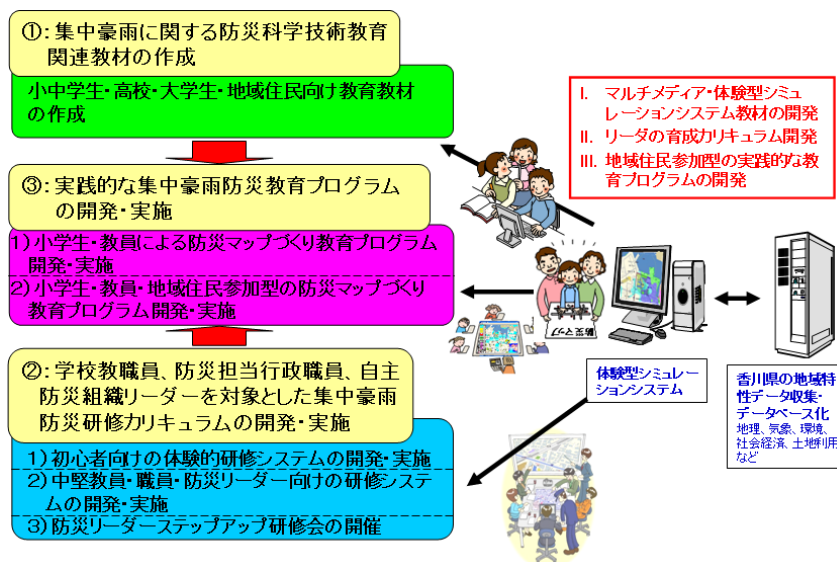 ①:集中豪雨に関する防災科学技術教育
関連教材の作成
小中学生・高校・大学生・地域住民向け教育教材
の作成
③:実践的な集中豪雨防災教育プログラム
の開発・実施
1)小学生・教員による防災マップづくり教育プログラム
開発・実施
2)小学生・教員・地域住民参加型の防災マップづくり
教育プログラム開発・実施
②:学校教職員、防災担当行政職員、自主
防災組織リーダーを対象とした集中豪雨
防災研修カリキュラムの開発・実施
1)初心者向けの体験的研修システムの開発・実施
2)中堅教員・職員・防災リーダー向けの研修システ
ムの開発・実施
3)防災リーダーステップアップ研修会の開催
I. マルチメディア・体験型シミュ
レーションシステム教材の開発
II. リーダの育成カリキュラム開発
III. 地域住民参加型の実践的な教
育プログラムの開発
防災マップ
体験型シミュレー
ションシステム
香川県の地域特
性データ収集・
データベース化
地理、気象、環境、
社会経済、土地利用
など